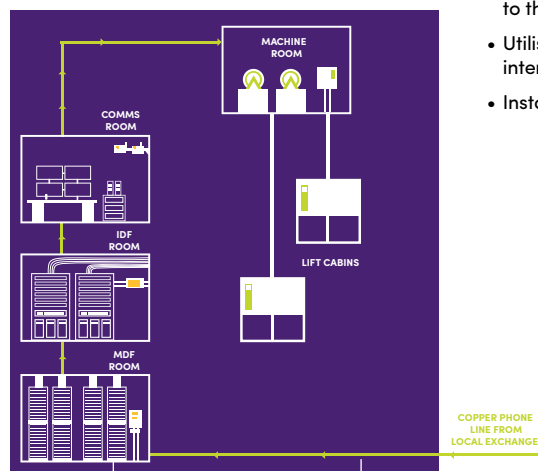 to th
• Utilis
inter
• Insta
MACHINE
ROOM
COMMS
ROOM
IDF
ROOM
LIFT CABINS
MDF
ROOM
COPPER PHONE
LINE FROM
LOCAL EXCHANGE